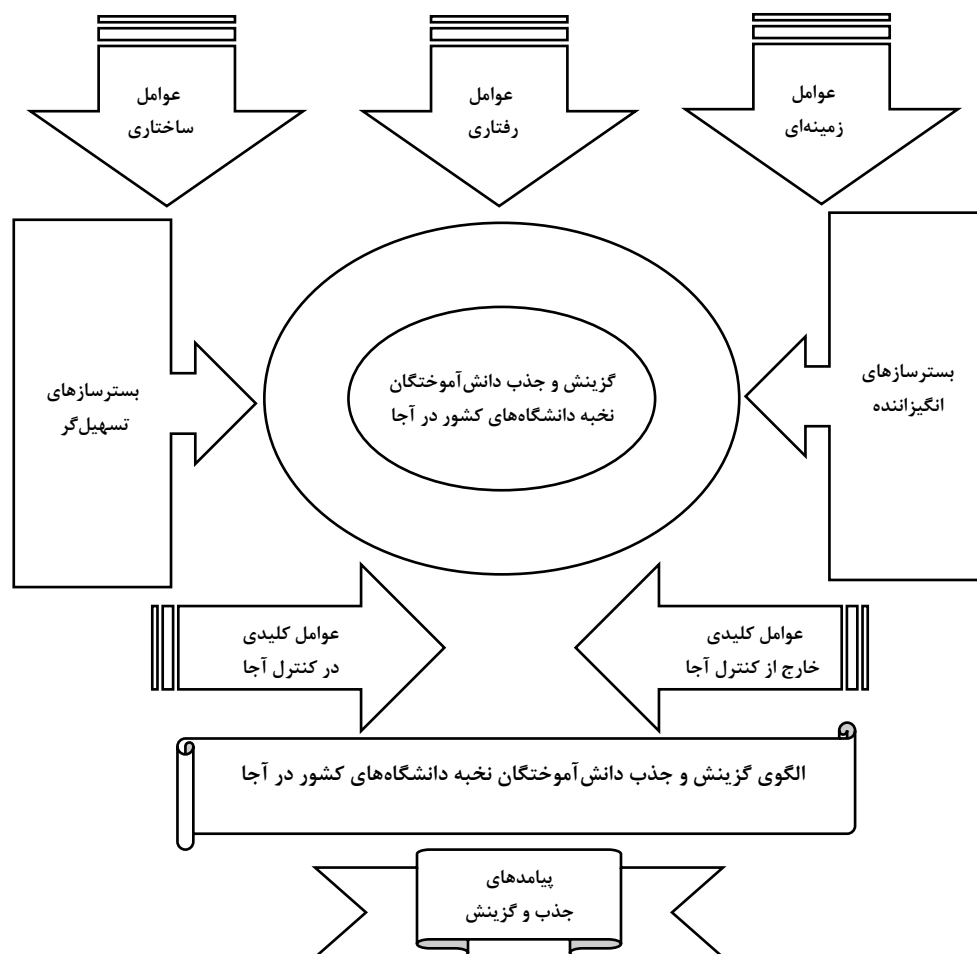 عوامل
زمینه‌ای
عوامل
رفتاری
عوامل
ساختاری
بسترسازهای
انگیزاننده
گزینش و جذب دانش‌آموختگان
نخبه دانشگاه‌های کشور در آجا
بسترسازهای
تسهیل‌گر
عوامل کلیدی
خارج از کنترل آجا
عوامل کلیدی
در کنترل آجا
الگوی گزینش و جذب دانش‌آموختگان نخبه دانشگاه‌های کشور در آجا
پیامدهای
جذب و گزینش